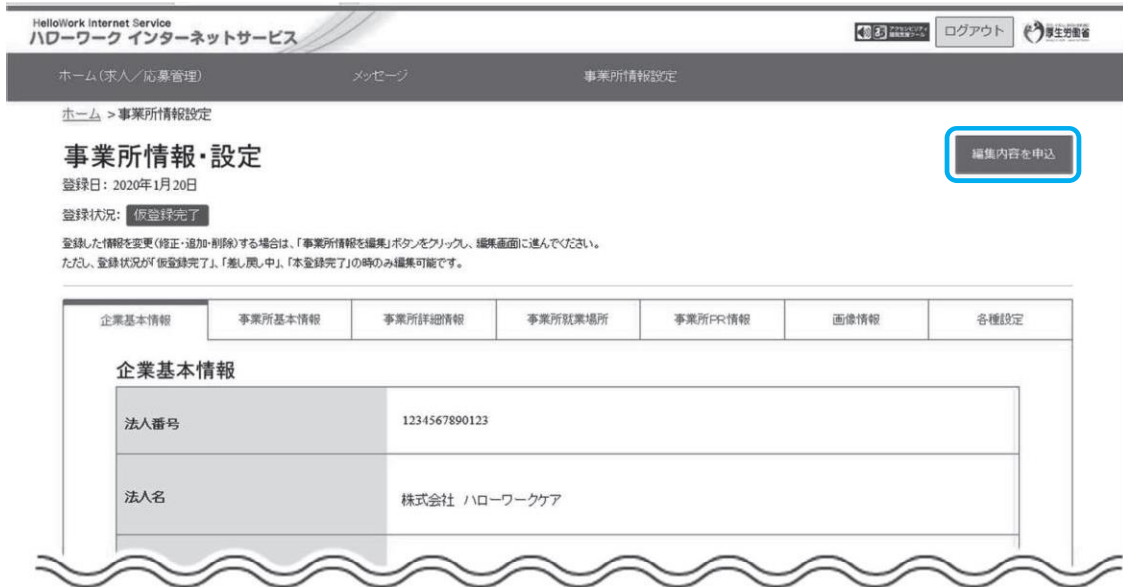 HelloWork Internet Service
ハローワーク インターネットサービス
ログアウト
厚生労働省
ホーム(求人/応募管理)
メッセージ
事業所情報設定
ホーム >事業所情報設定
事業所情報・設定
編集内容を申込
登録日: 2020年1月20日
登録状況: 仮登録完了
登録した情報を変更(修正・追加・削除)する場合は、「事業所情報を編集」ボタンをクリックし、編集画面に進んでください。
ただし、登録状況が「仮登録完了」、「差し戻し中」、「本登録完了」の時のみ編集可能です。
企業基本情報
事業所基本情報
事業所詳細情報
事業所就業場所
事業所PR情報
画像情報
各種設定
企業基本情報
法人番号
1234567890123
法人名
株式会社 ハローワークケア